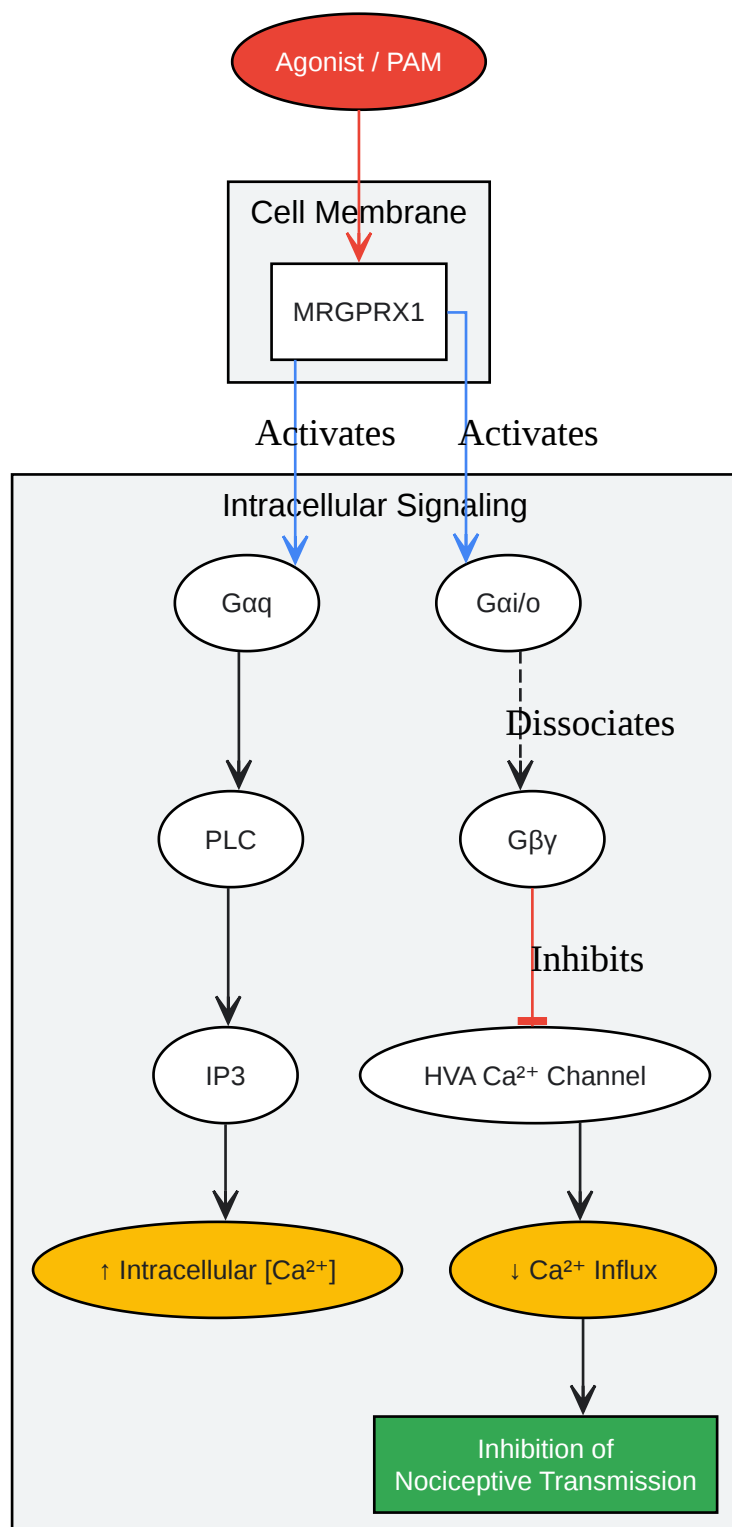 Agonist / PAM
Cell Membrane
MRGPRX1
Activates
Activates
Intracellular Signaling
Gαq
Gαi/o
Dissociates
PLC
Gβγ
Inhibits
IP3
HVA Ca²⁺ Channel
↑ Intracellular [Ca²⁺]
↓ Ca²⁺ Influx
Inhibition of
Nociceptive Transmission